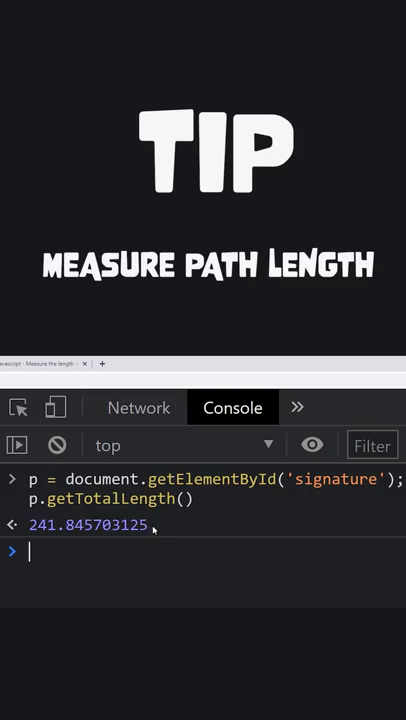 TIP
MEASURE PATH LENGTH
avascript - Measure the length
Network
Console
top
Filter
p = document.getElementById('signature');
p.getTotalLength()
241.845703125